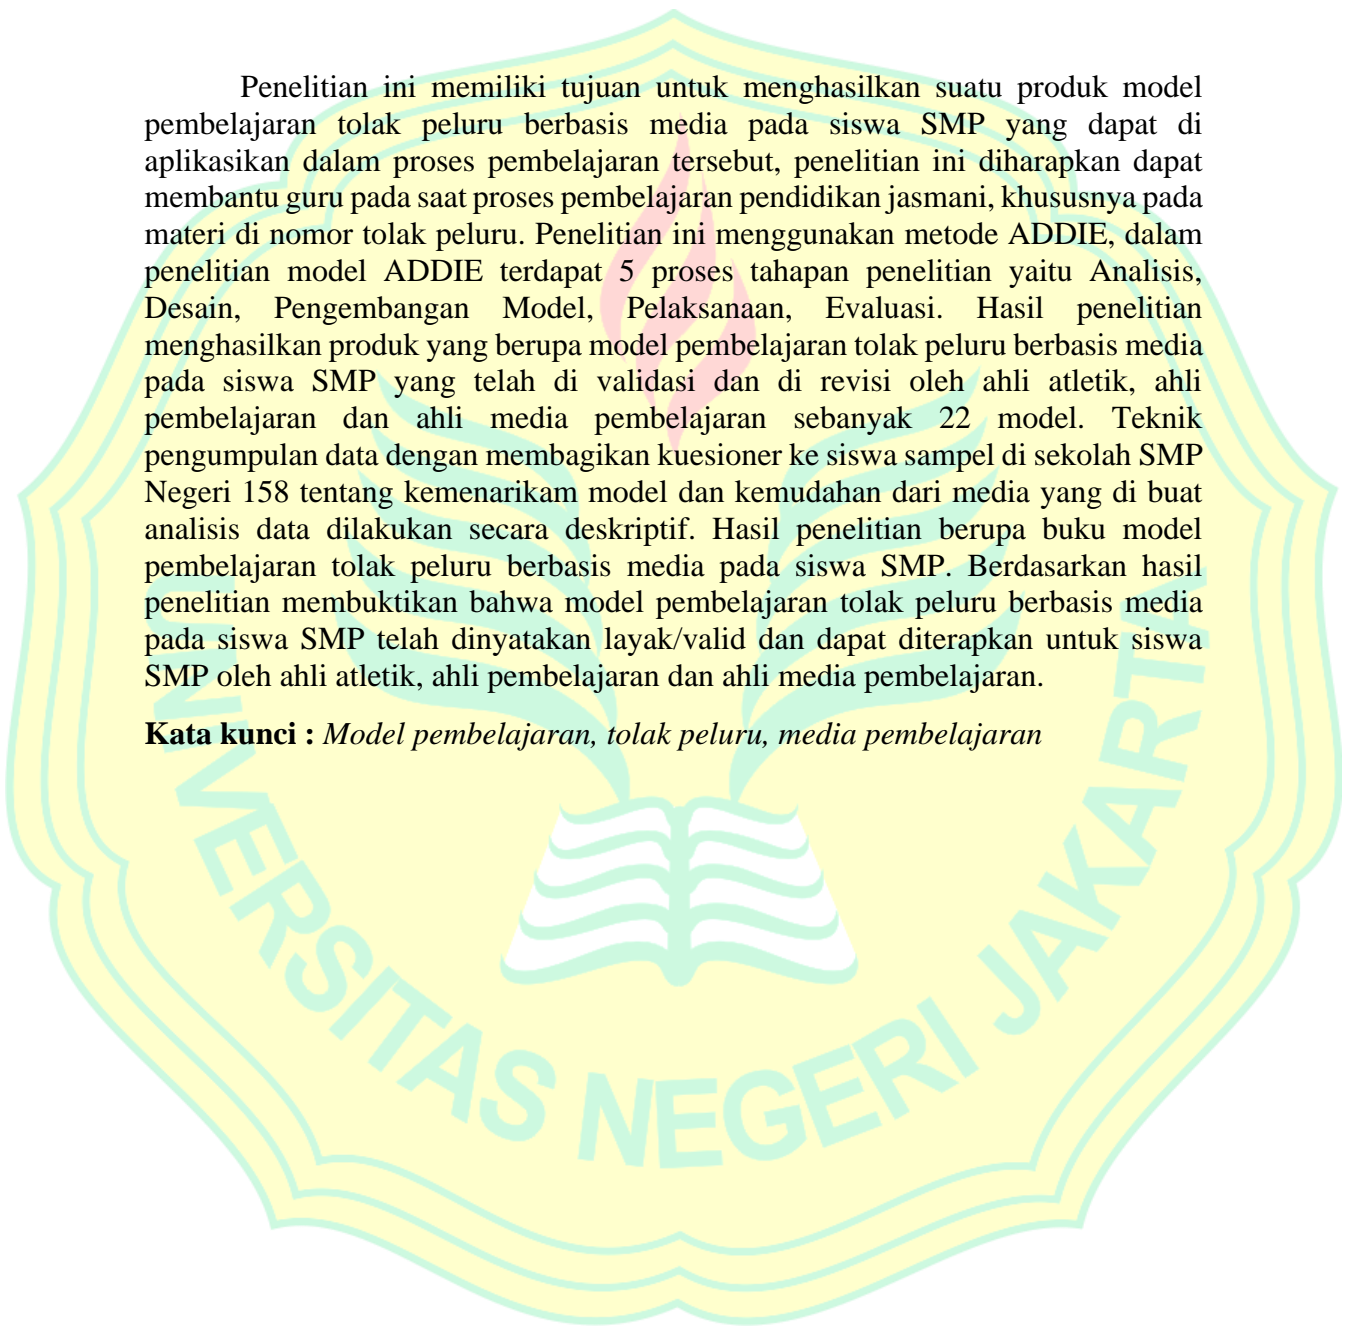 Penelitian ini memiliki tujuan untuk menghasilkan suatu produk model
pembelajaran tolak peluru berbasis media pada siswa SMP yang dapat di
aplikasikan dalam proses pembelajaran tersebut, penelitian ini diharapkan dapat
membantu guru pada saat proses pembelajaran pendidikan jasmani, khususnya pada
materi di nomor tolak peluru. Penelitian ini menggunakan metode ADDIE, dalam
penelitian model ADDIE terdapat 5 proses tahapan penelitian yaitu Analisis,
Desain, Pengembangan Model, Pelaksanaan, Evaluasi. Hasil penelitian
menghasilkan produk yang berupa model pembelajaran tolak peluru berbasis media
pada siswa SMP yang telah di validasi dan di revisi oleh ahli atletik, ahli
pembelajaran dan ahli media pembelajaran sebanyak 22 model. Teknik
pengumpulan data dengan membagikan kuesioner ke siswa sampel di sekolah SMP
Negeri 158 tentang kemenarikam model dan kemudahan dari media yang di buat
analisis data dilakukan secara deskriptif. Hasil penelitian berupa buku model
pembelajaran tolak peluru berbasis media pada siswa SMP. Berdasarkan hasil
penelitian membuktikan bahwa model pembelajaran tolak peluru berbasis media
pada siswa SMP telah dinyatakan layak/valid dan dapat diterapkan untuk siswa
SMP oleh ahli atletik, ahli pembelajaran dan ahli media pembelajaran.
Kata kunci : Model pembelajaran, tolak peluru, media pembelajaran
UNIVERSITAS NEGERI JAKARTA